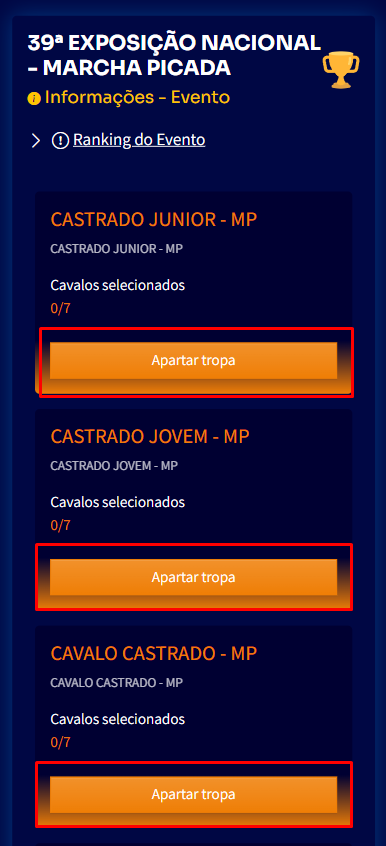 39ª EXPOSIÇÃO NACIONAL
- MARCHA PICADA
Informações - Evento
Ranking do Evento
CASTRADO JUNIOR - MP
CASTRADO JUNIOR - MP
Cavalos selecionados
0/7
Apartar tropa
CASTRADO JOVEM - MP
CASTRADO JOVEM - MP
Cavalos selecionados
0/7
Apartar tropa
CAVALO CASTRADO - MP
CAVALO CASTRADO - MP
Cavalos selecionados
0/7
Apartar tropa